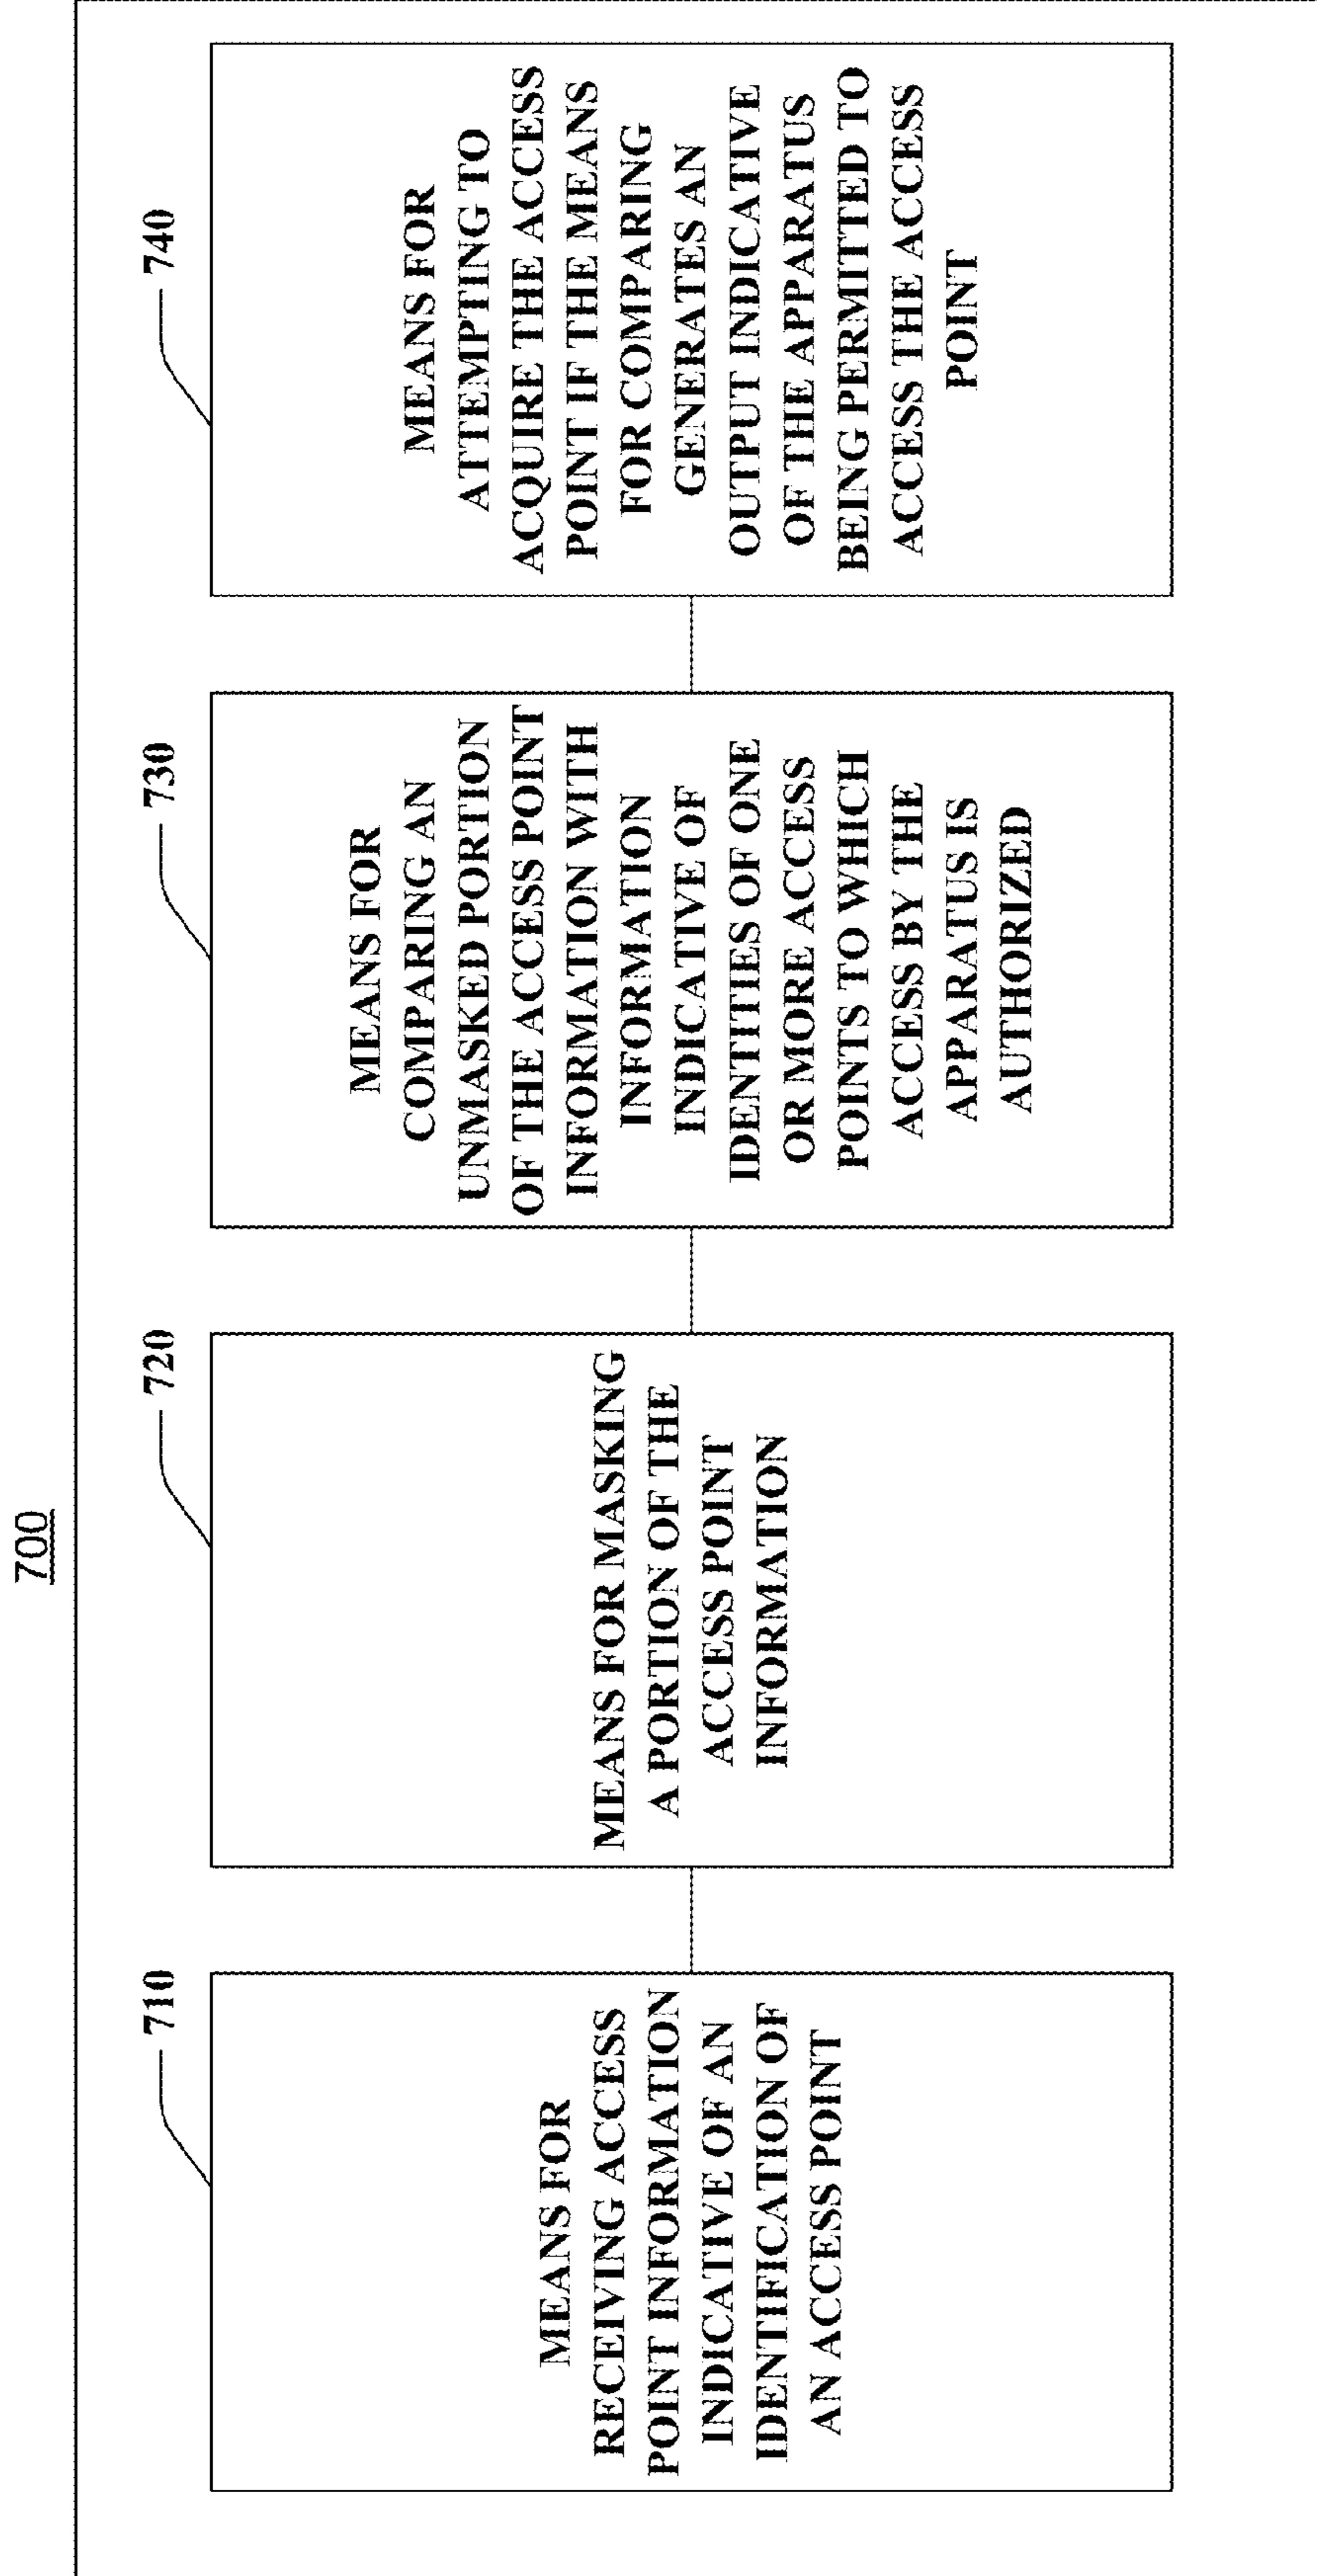 700
710
MEANS FOR
RECEIVING ACCESS
POINT INFORMATION
INDICATIVE OF AN
IDENTIFICATION OF
AN ACCESS POINT
720
MEANS FOR MASKING
A PORTION OF THE
ACCESS POINT
INFORMATION
730
MEANS FOR
COMPARING AN
UNMASKED PORTION
OF THE ACCESS POINT
INFORMATION WITH
INFORMATION
INDICATIVE OF
IDENTITIES OF ONE
OR MORE ACCESS
POINTS TO WHICH
ACCESS BY THE
APPARATUS IS
AUTHORIZED
740
MEANS FOR
ATTEMPTING TO
ACQUIRE THE ACCESS
POINT IF THE MEANS
FOR COMPARING
GENERATES AN
OUTPUT INDICATIVE
OF THE APPARATUS
BEING PERMITTED TO
ACCESS THE ACCESS
POINT